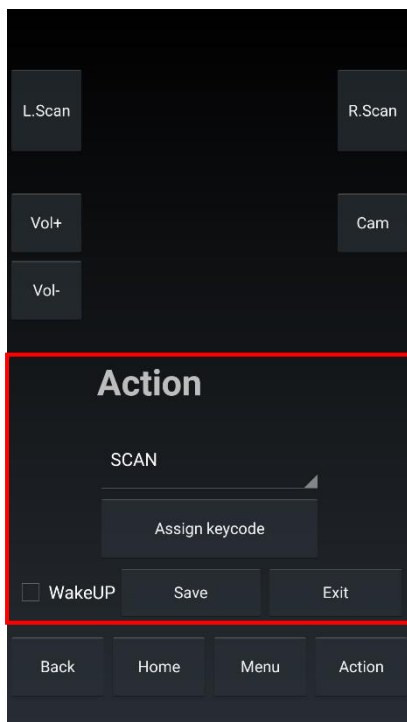 L.Scan R.Scan
Vol+ Cam
Vol-
Action
SCAN
Assign keycode
WakeUP Save Exit
Back Home Menu Action